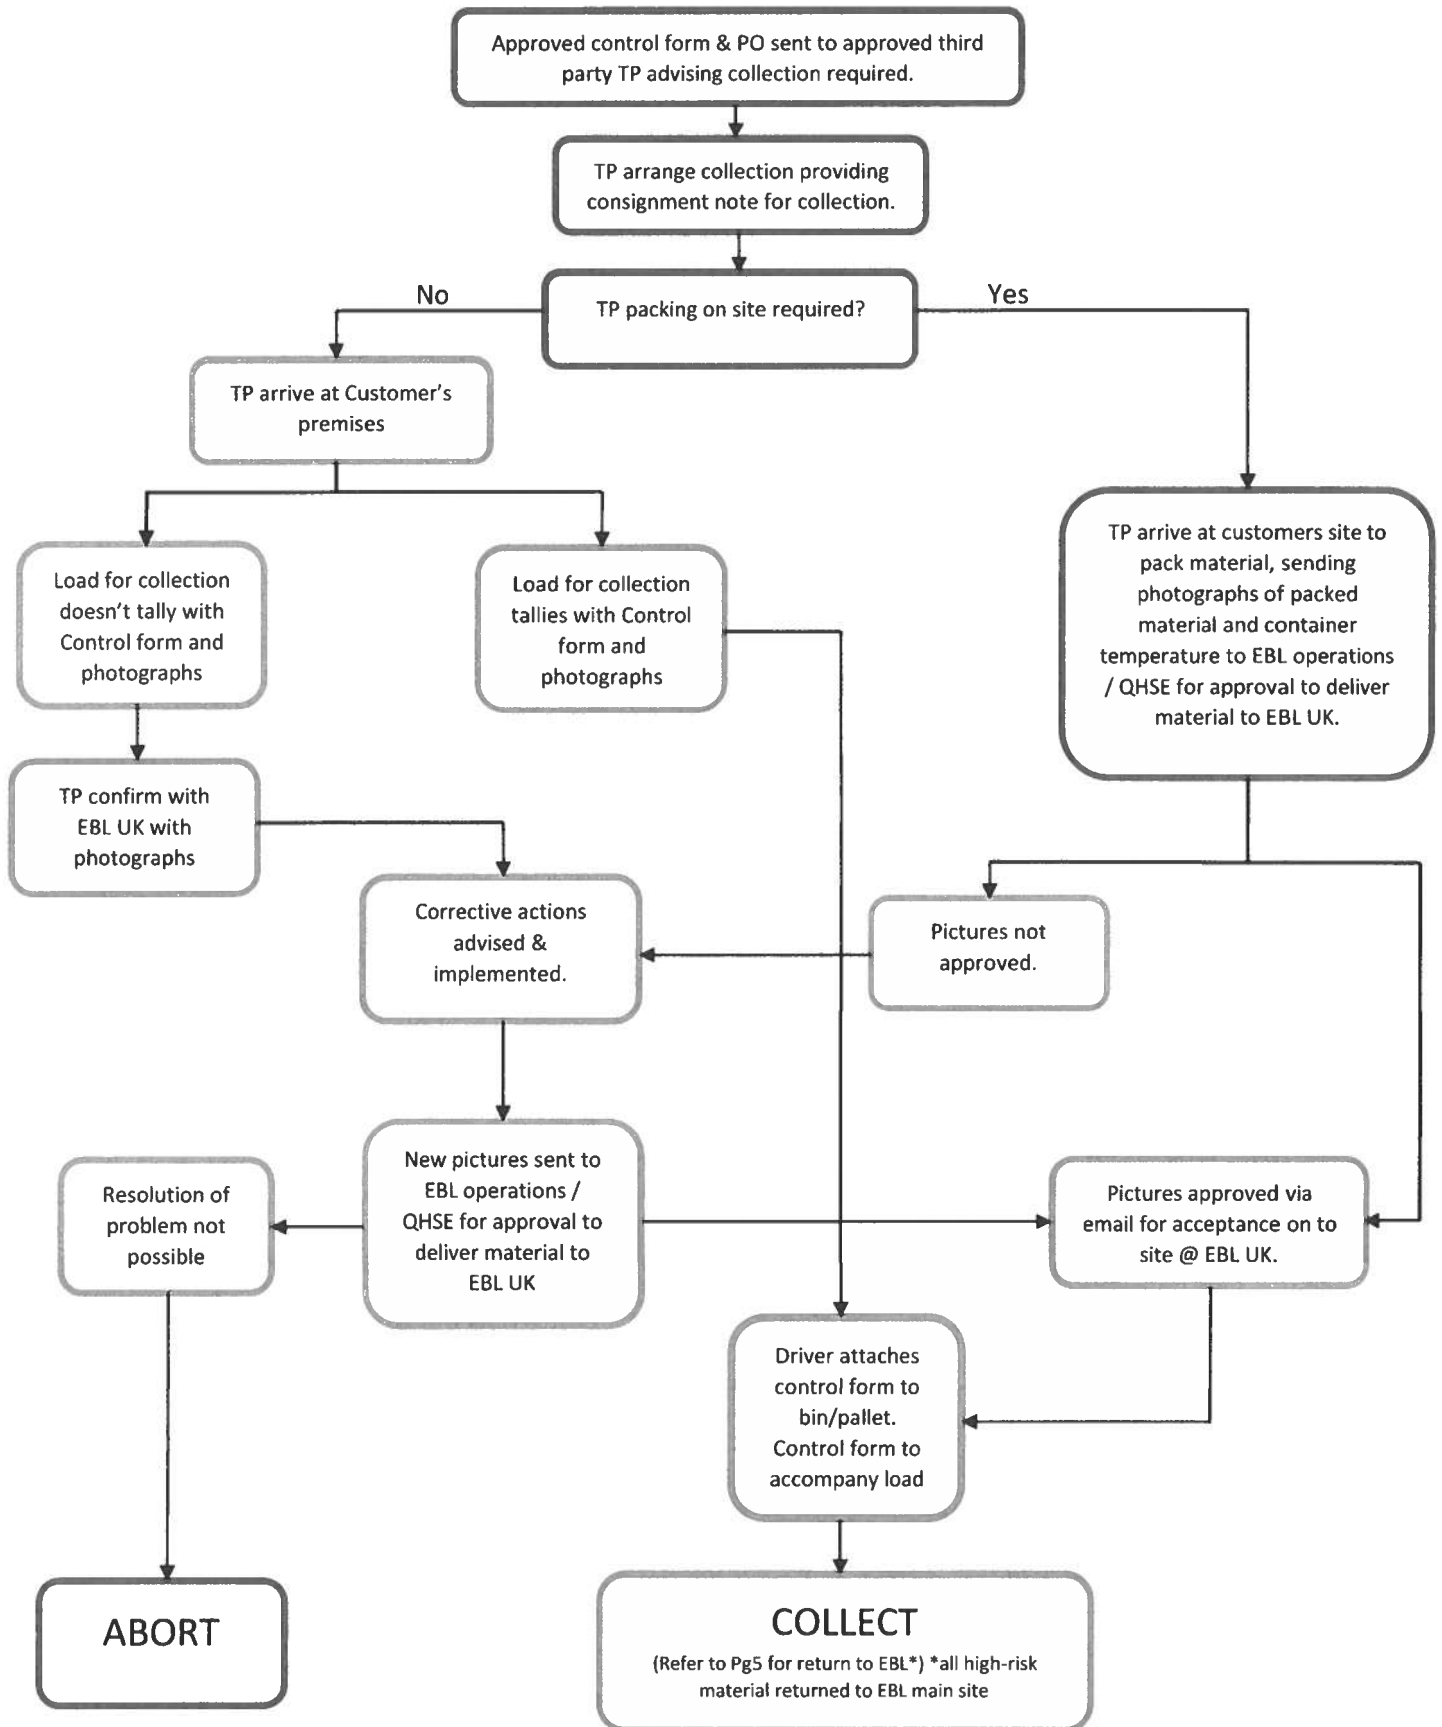 Approved control form & PO sent to approved third
party TP advising collection required.
TP arrange collection providing
consignment note for collection.
No
Yes
TP packing on site required?
TP arrive at Customer's
premises
Load for collection
doesn't tally with
Control form and
photographs
Load for collection
tallies with Control
form and
photographs
TP arrive at customers site to
pack material, sending
photographs of packed
material and container
temperature to EBL operations
/ QHSE for approval to deliver
material to EBL UK.
TP confirm with
EBL UK with
photographs
Corrective actions
advised &
implemented.
Pictures not
approved.
Resolution of
problem not
possible
New pictures sent to
EBL operations /
QHSE for approval to
deliver material to
EBL UK
Pictures approved via
email for acceptance on to
site @ EBL UK.
Driver attaches
control form to
bin/pallet.
Control form to
accompany load
ABORT
COLLECT
(Refer to Pg5 for return to EBL*) *all high-risk
material returned to EBL main site